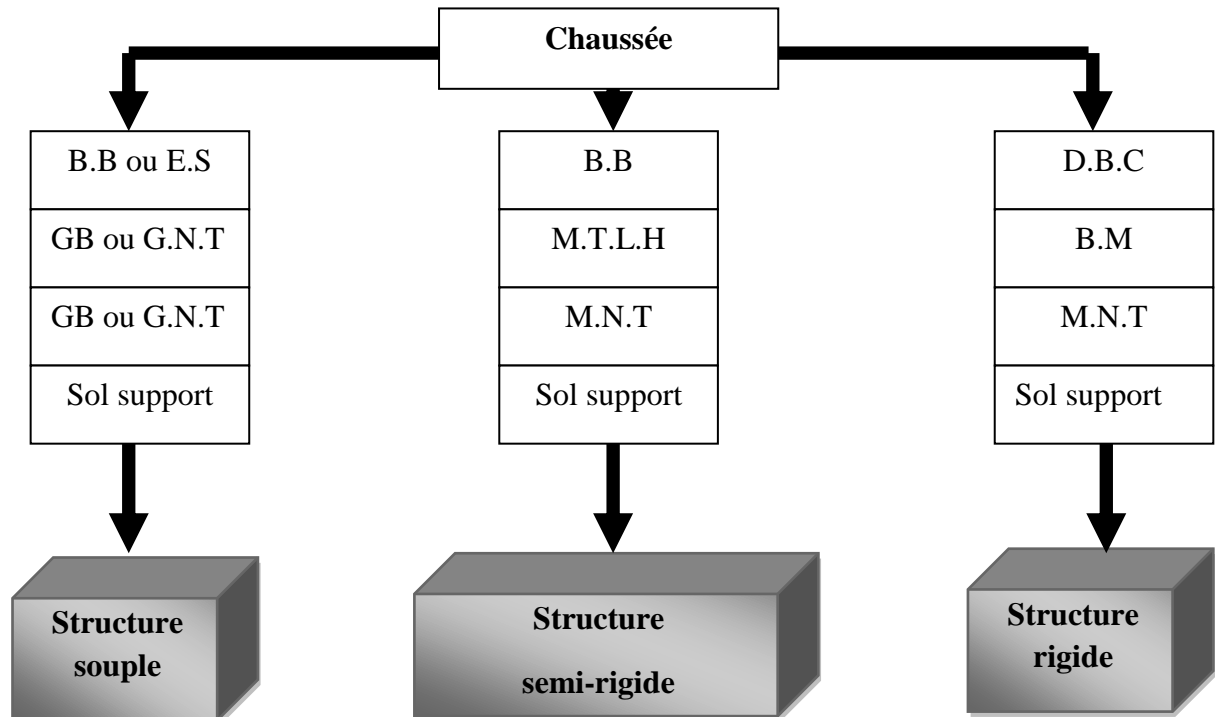 Chaussée
B.B ou E.S
GB ou G.N.T
GB ou G.N.T
Sol support
Structure
souple
B.B
M.T.L.H
M.N.T
Sol support
Structure
semi-rigide
D.B.C
B.M
M.N.T
Sol support
Structure
rigide